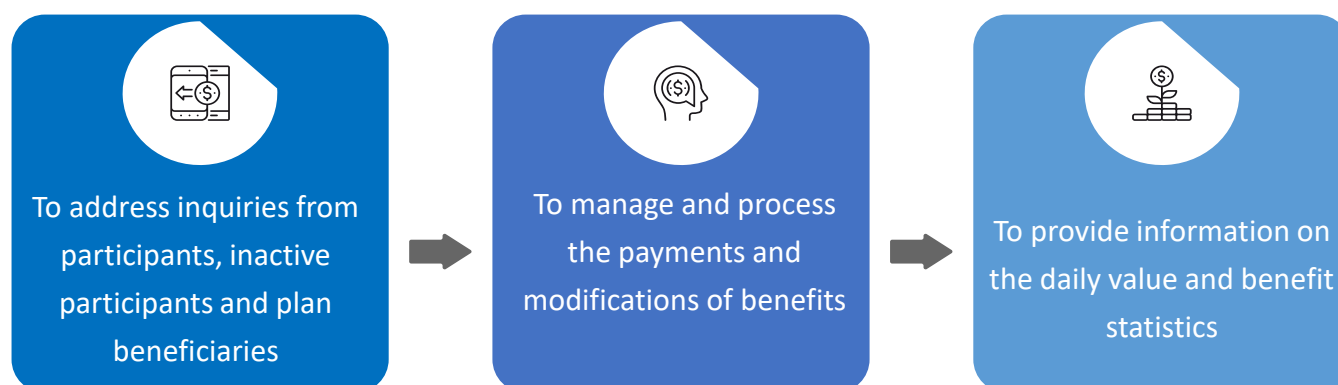 To address inquiries from
participants, inactive
participants and plan
beneficiaries
To manage and process
the payments and
modifications of benefits
To provide information on
the daily value and benefit
statistics